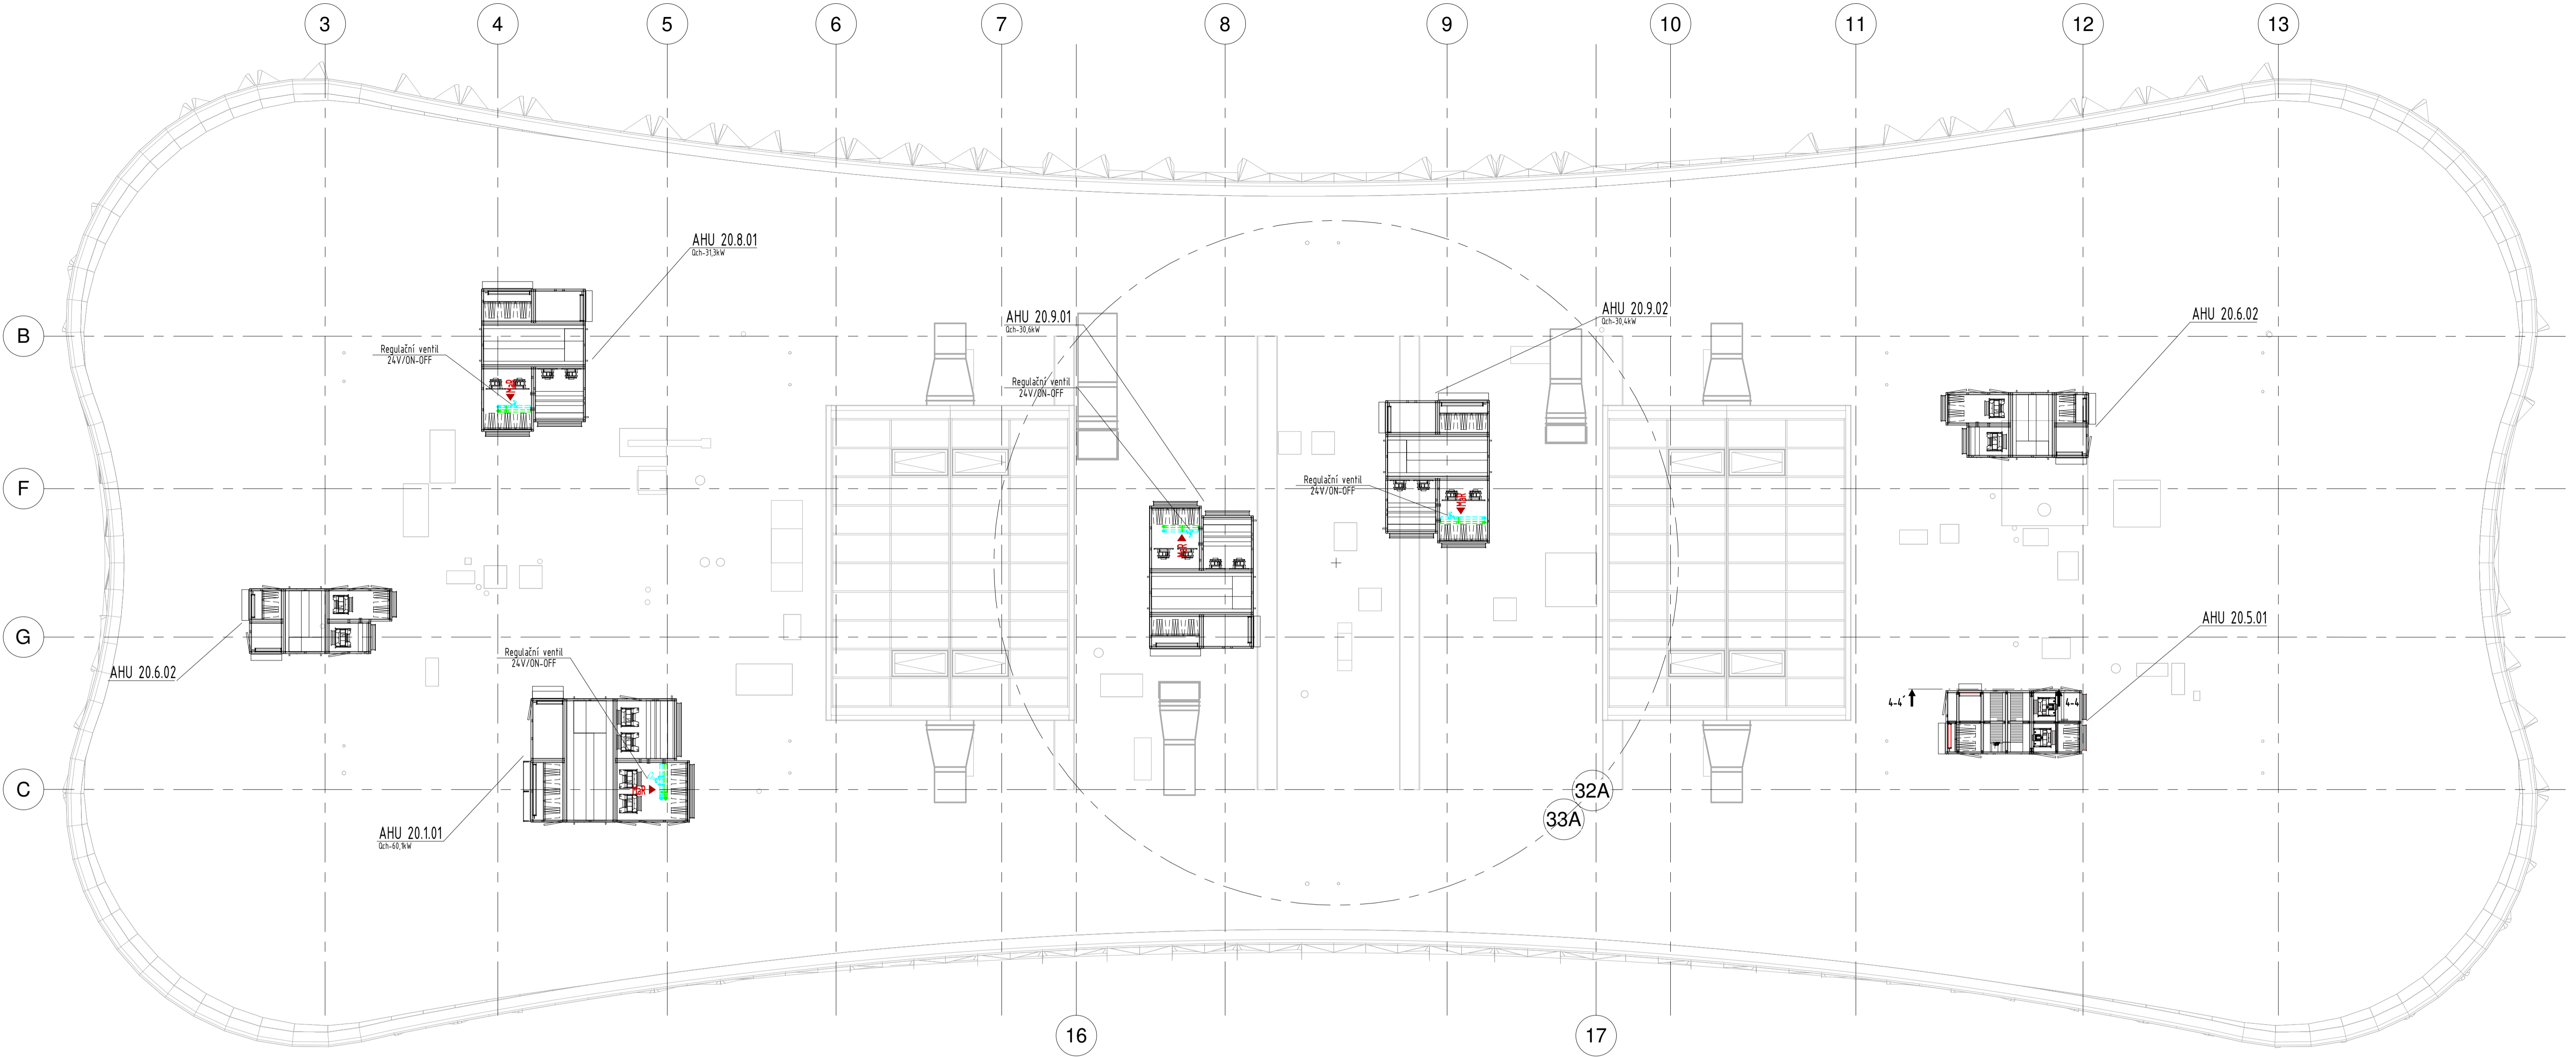 3
4
5
6
7
8
9
10
11
12
13
AHU 20.8.01
Qch-31,3kW
AHU 20.9.01
Qch-30,6kW
AHU 20.9.02
Qch-30,4kW
AHU 20.6.02
B
Regulační ventil
24V/ON-OFF
MaR
Regulační ventil
24V/ON-OFF
Regulační ventil
24V/ON-OFF
MaR
F
MaR
G
AHU 20.6.02
AHU 20.5.01
Regulační ventil
24V/ON-OFF
4-4'
4-4'
MaR
C
32A
33A
AHU 20.1.01
Qch-60,1kW
16
17